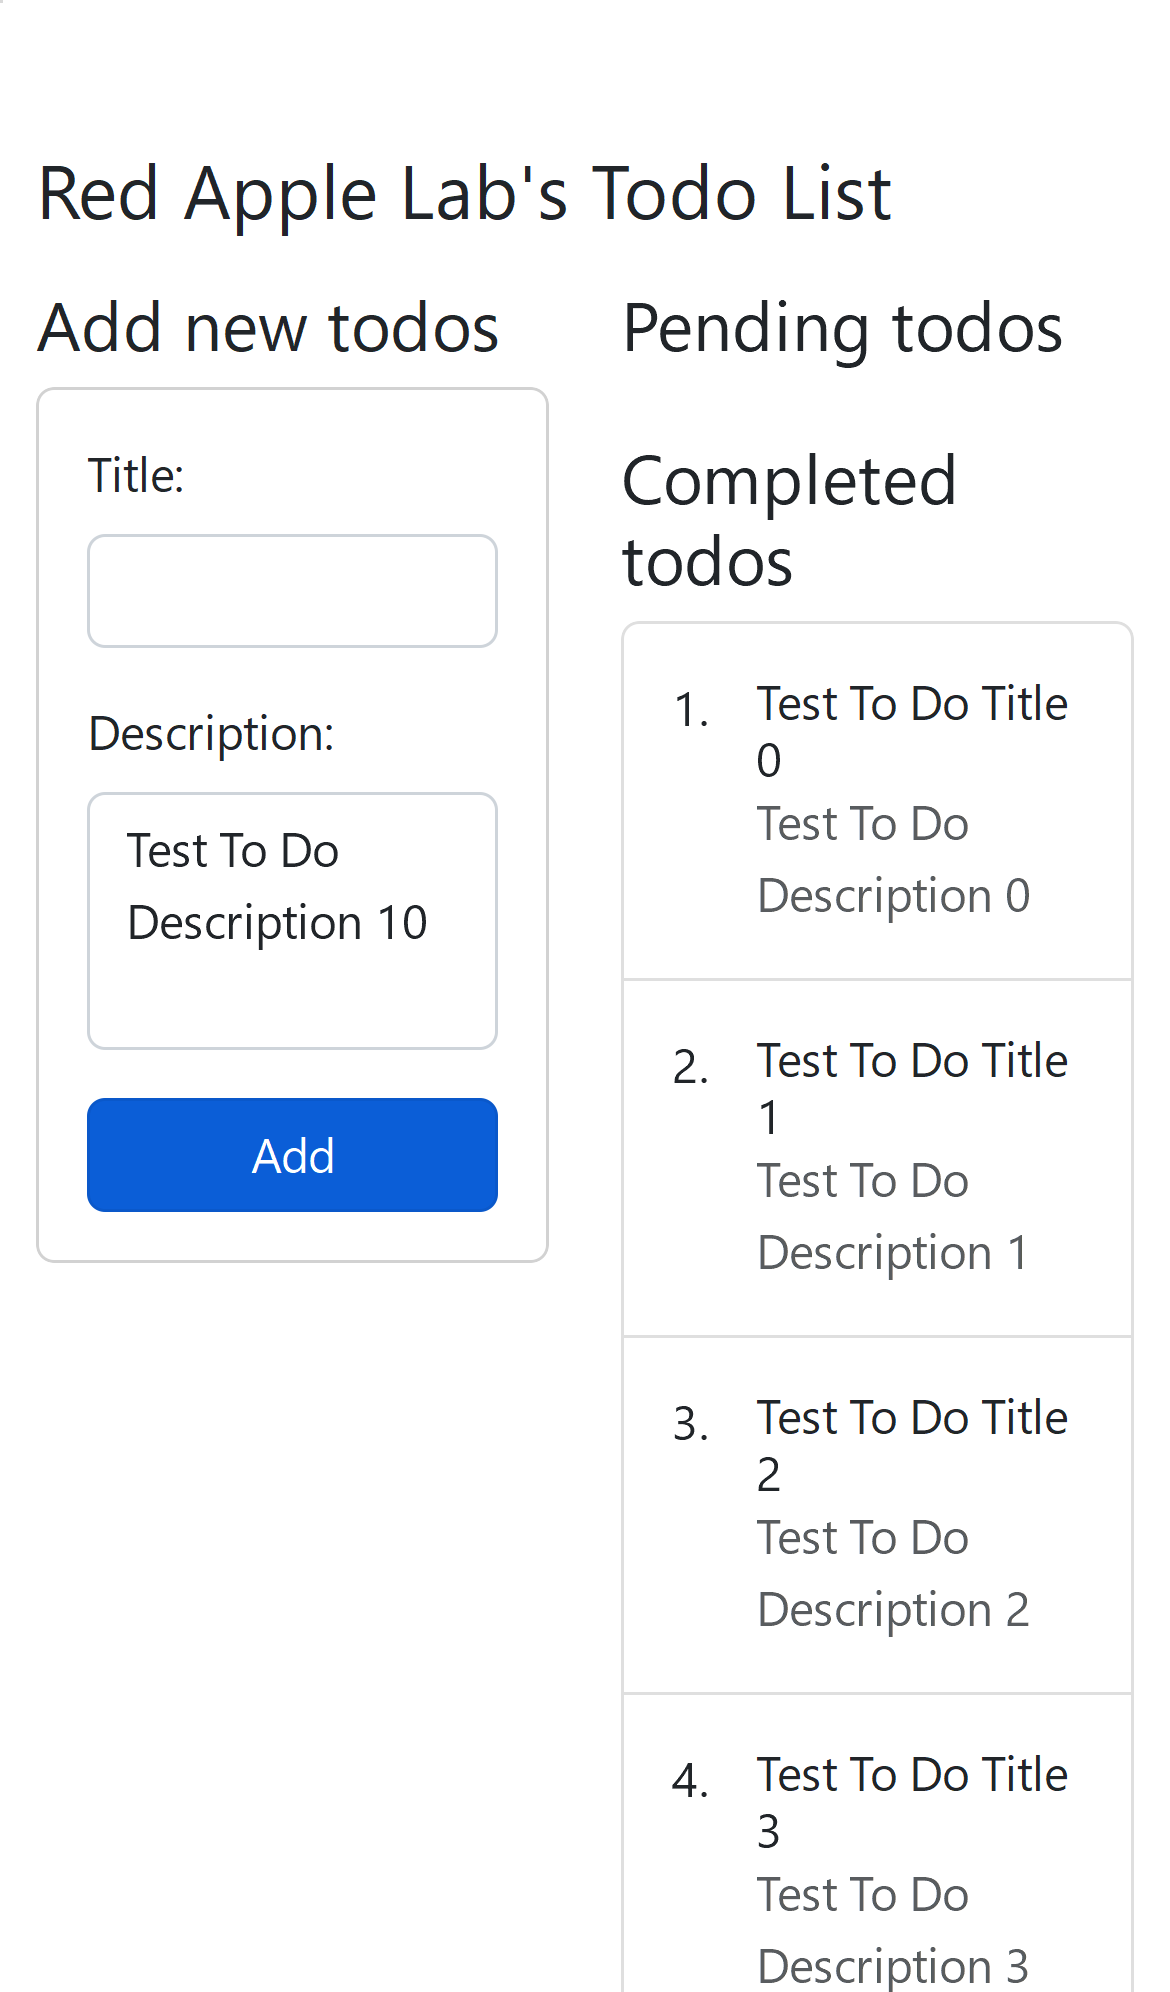 Red Apple Lab's Todo List
Add new todos
Title:
Description:
Test To Do
Description 10
Add
Pending todos
Completed
todos
1. Test To Do Title
0
Test To Do
Description 0
2. Test To Do Title
1
Test To Do
Description 1
3. Test To Do Title
2
Test To Do
Description 2
4. Test To Do Title
3
Test To Do
Description 3